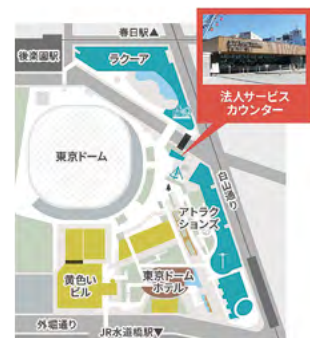 春日駅▲
後楽園駅
ラクーア
法人サービス
カウンター
東京ドーム
白山通り
アトラク
ションズ
黄色い
ビル
東京ドーム
ホテル
外堀通り
JR水道橋駅▼